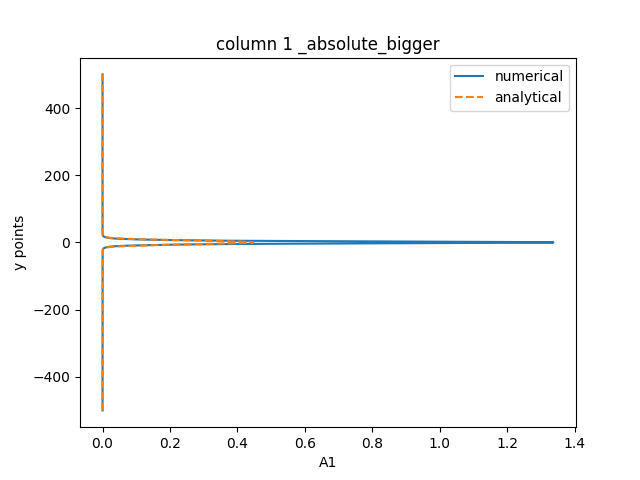 column 1 _absolute_bigger
numerical
analytical
400
200
0
−200
−400
y points
0.0 0.2 0.4 0.6 0.8 1.0 1.2 1.4
A1